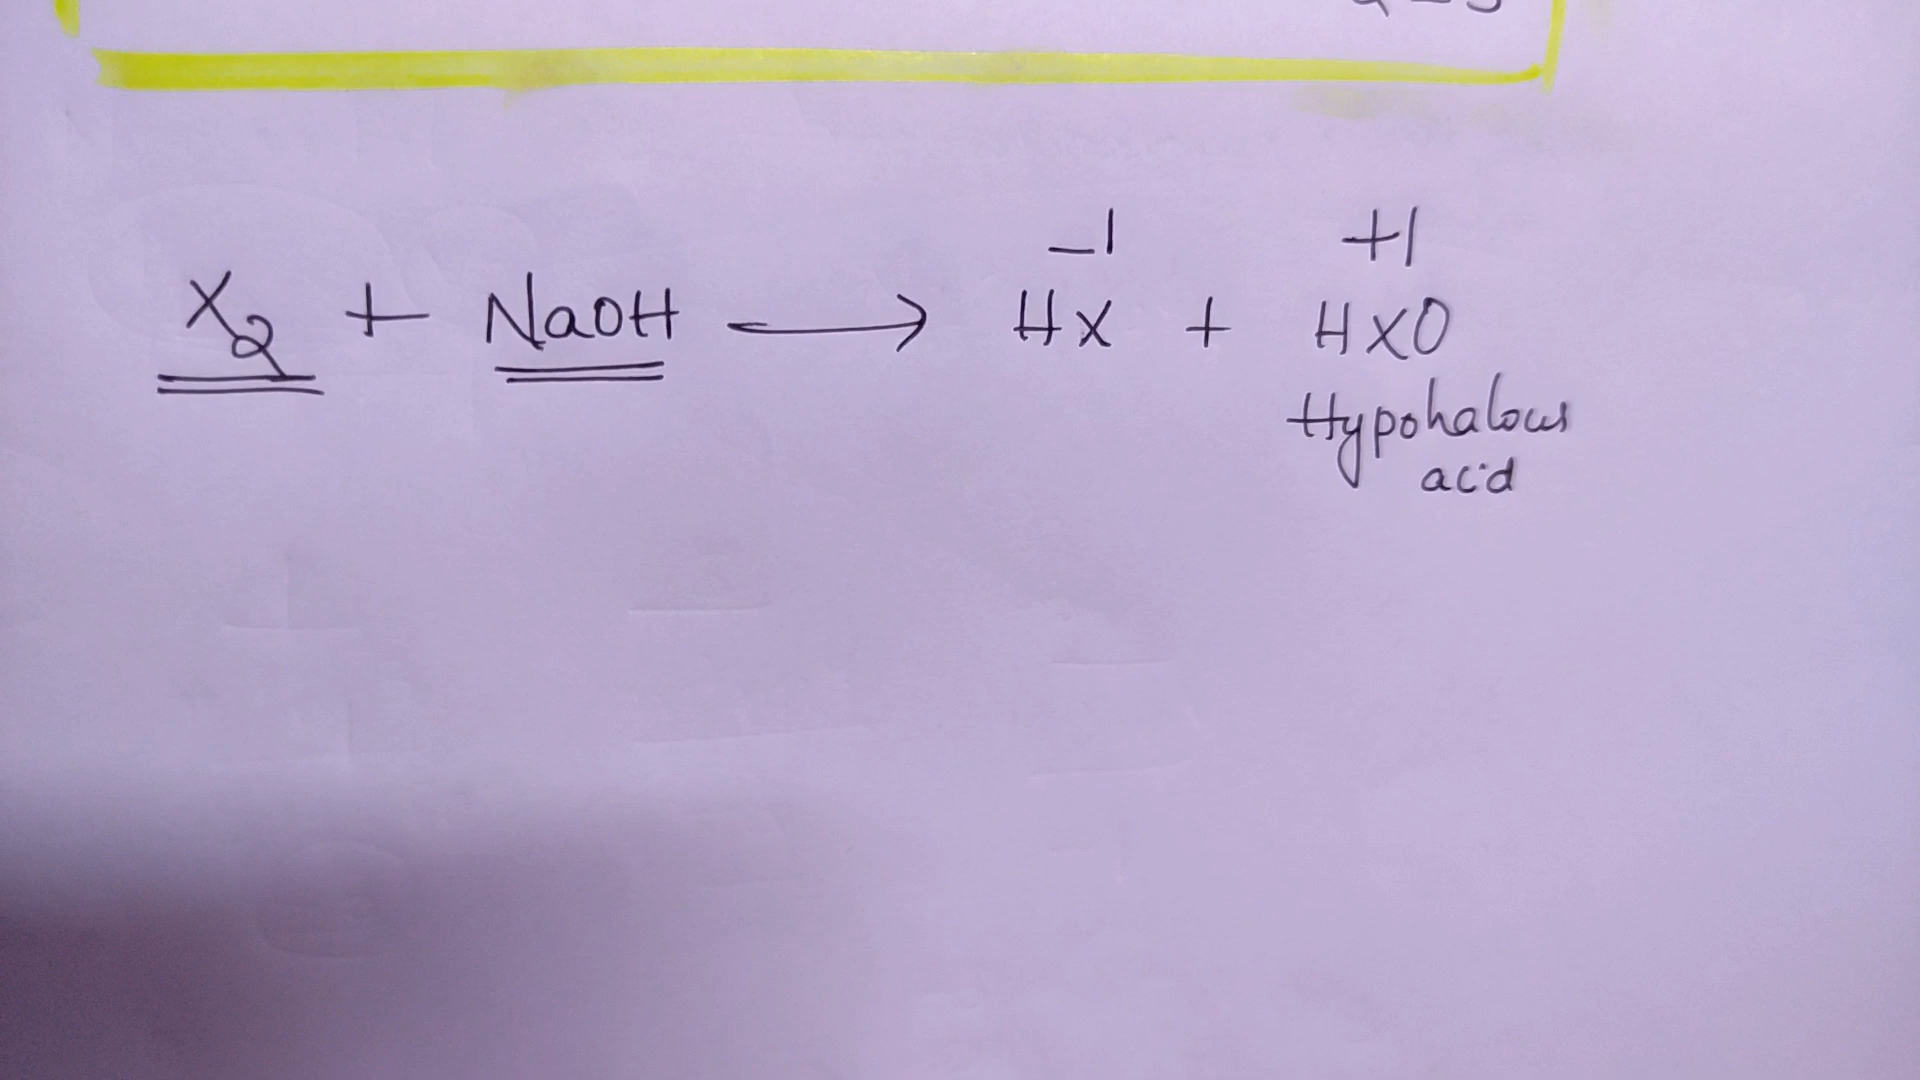 -1 +1
X₂ + NaOH → HX + HXO
Hypohalous
acid